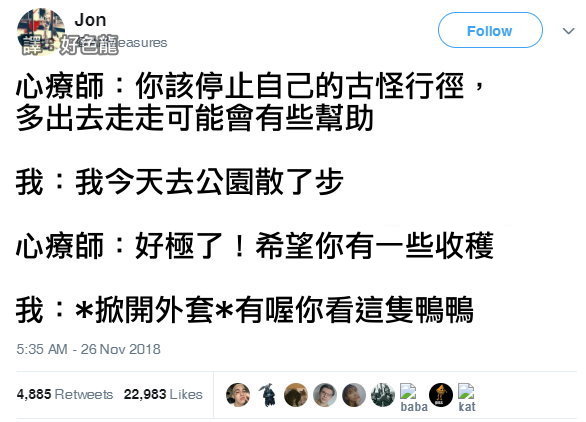 Jon
Follow
譯：好色龍
easures
心療師：你該停止自己的古怪行徑，
多出去走走可能會有些幫助
我：我今天去公園散了步
心療師：好極了！希望你有一些收穫
我：*掀開外套*有喔你看這隻鴨鴨
5:35 AM - 26 Nov 2018
4,885 Retweets 22,983 Likes
baba
kat